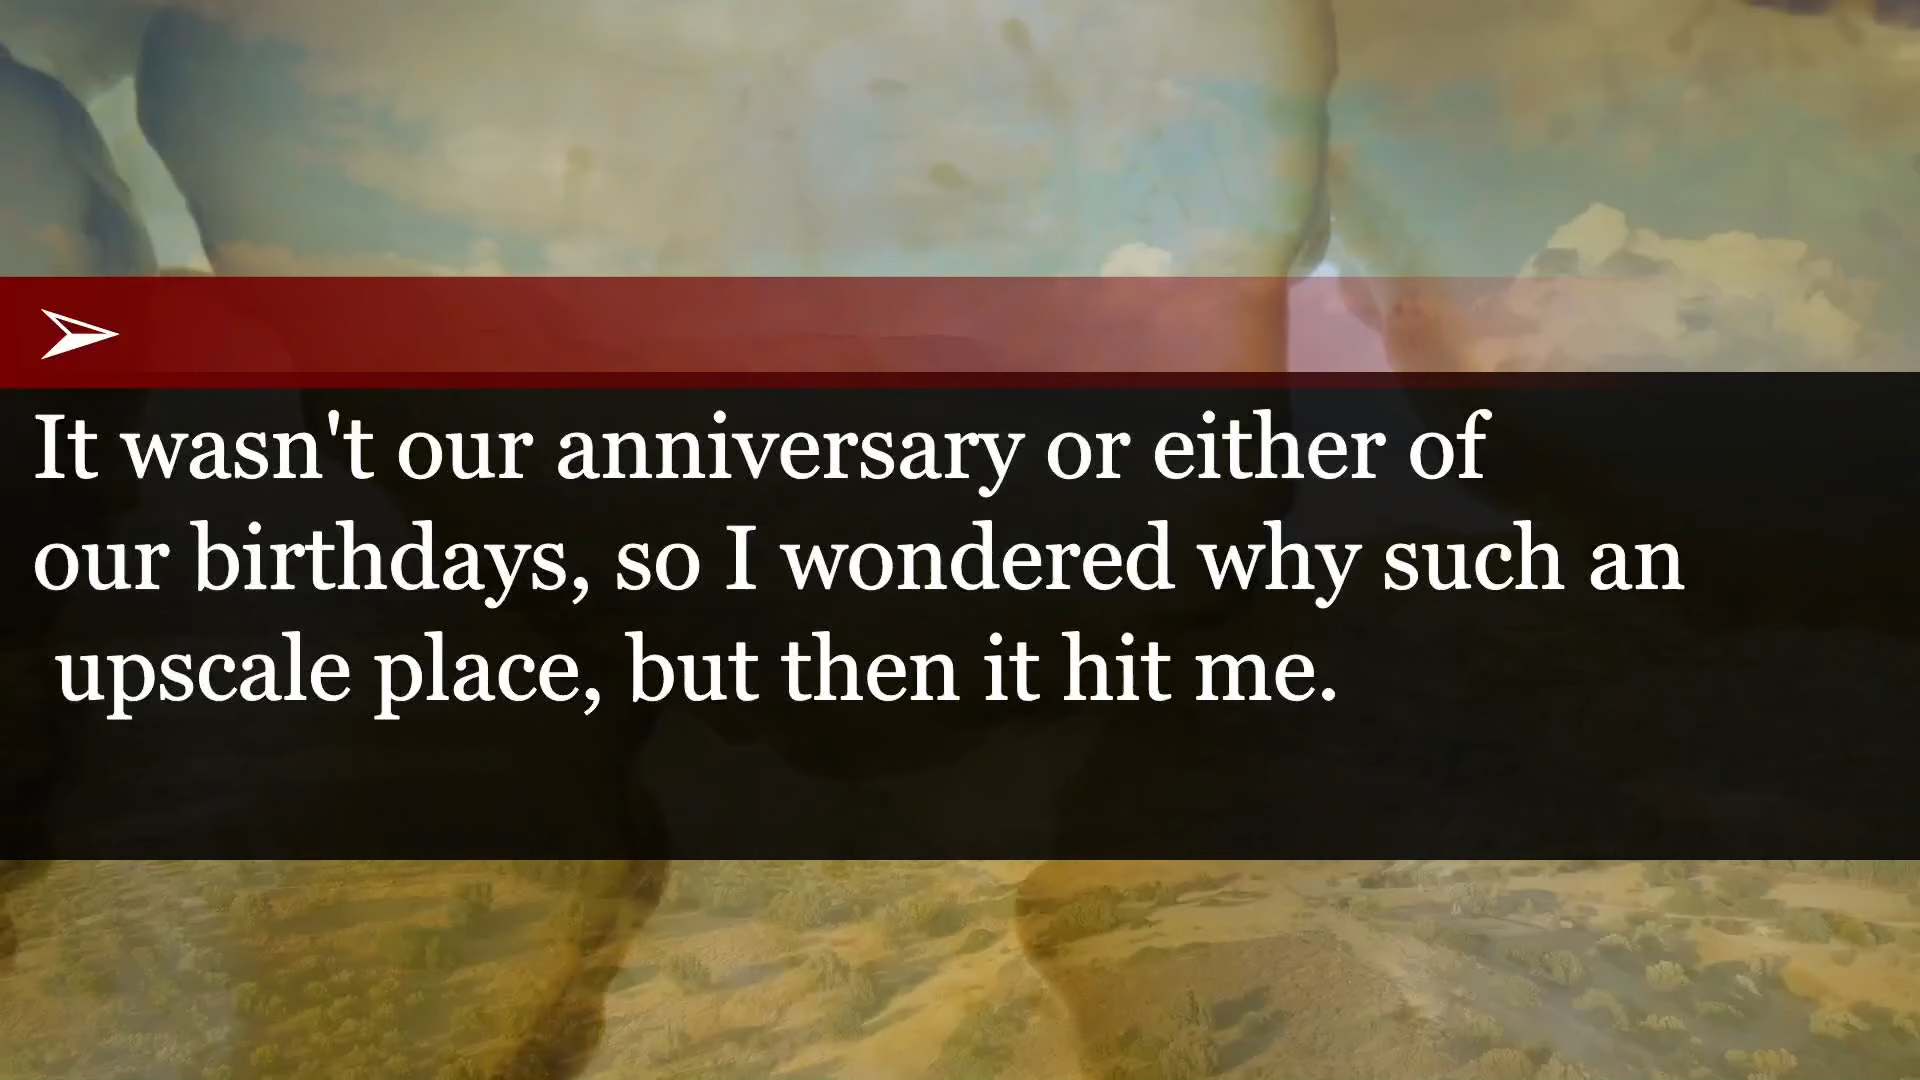 It wasn't our anniversary or either of
our birthdays, so I wondered why such an
upscale place, but then it hit me.